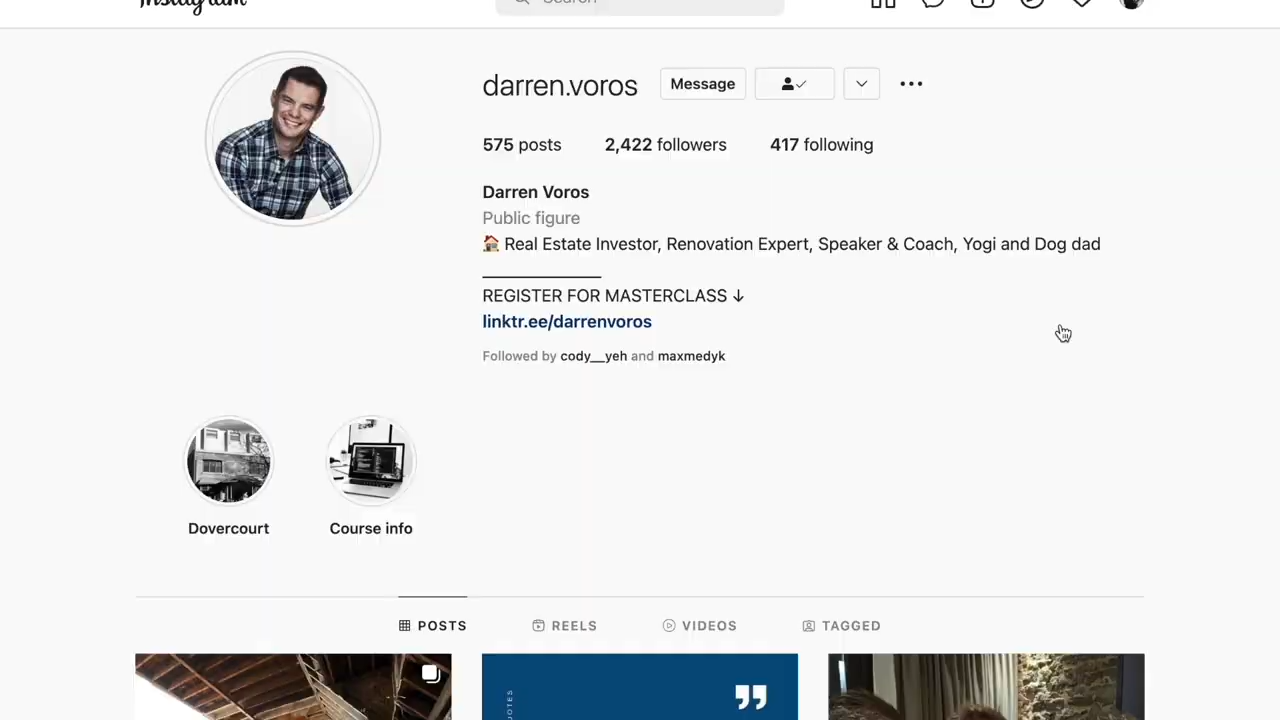 Instagram
Search
darren.voros
Message
575 posts
2,422 followers
417 following
Darren Voros
Public figure
🏠 Real Estate Investor, Renovation Expert, Speaker & Coach, Yogi and Dog dad
REGISTER FOR MASTERCLASS ↓
linktr.ee/darrenvoros
Followed by cody__yeh and maxmedyk
Dovercourt
Course info
POSTS
REELS
VIDEOS
TAGGED